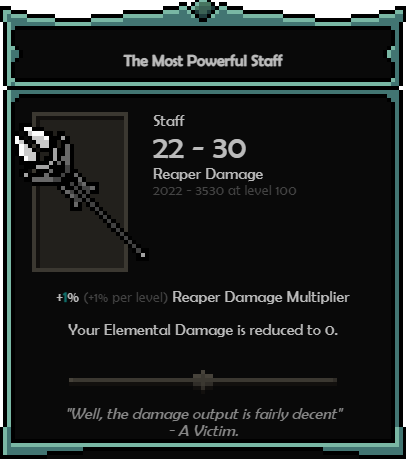 The Most Powerful Staff
Staff
22 - 30
Reaper Damage
2022 - 3530 at level 100
+1% (+1% per level) Reaper Damage Multiplier
Your Elemental Damage is reduced to 0.
"Well, the damage output is fairly decent"
- A Victim.